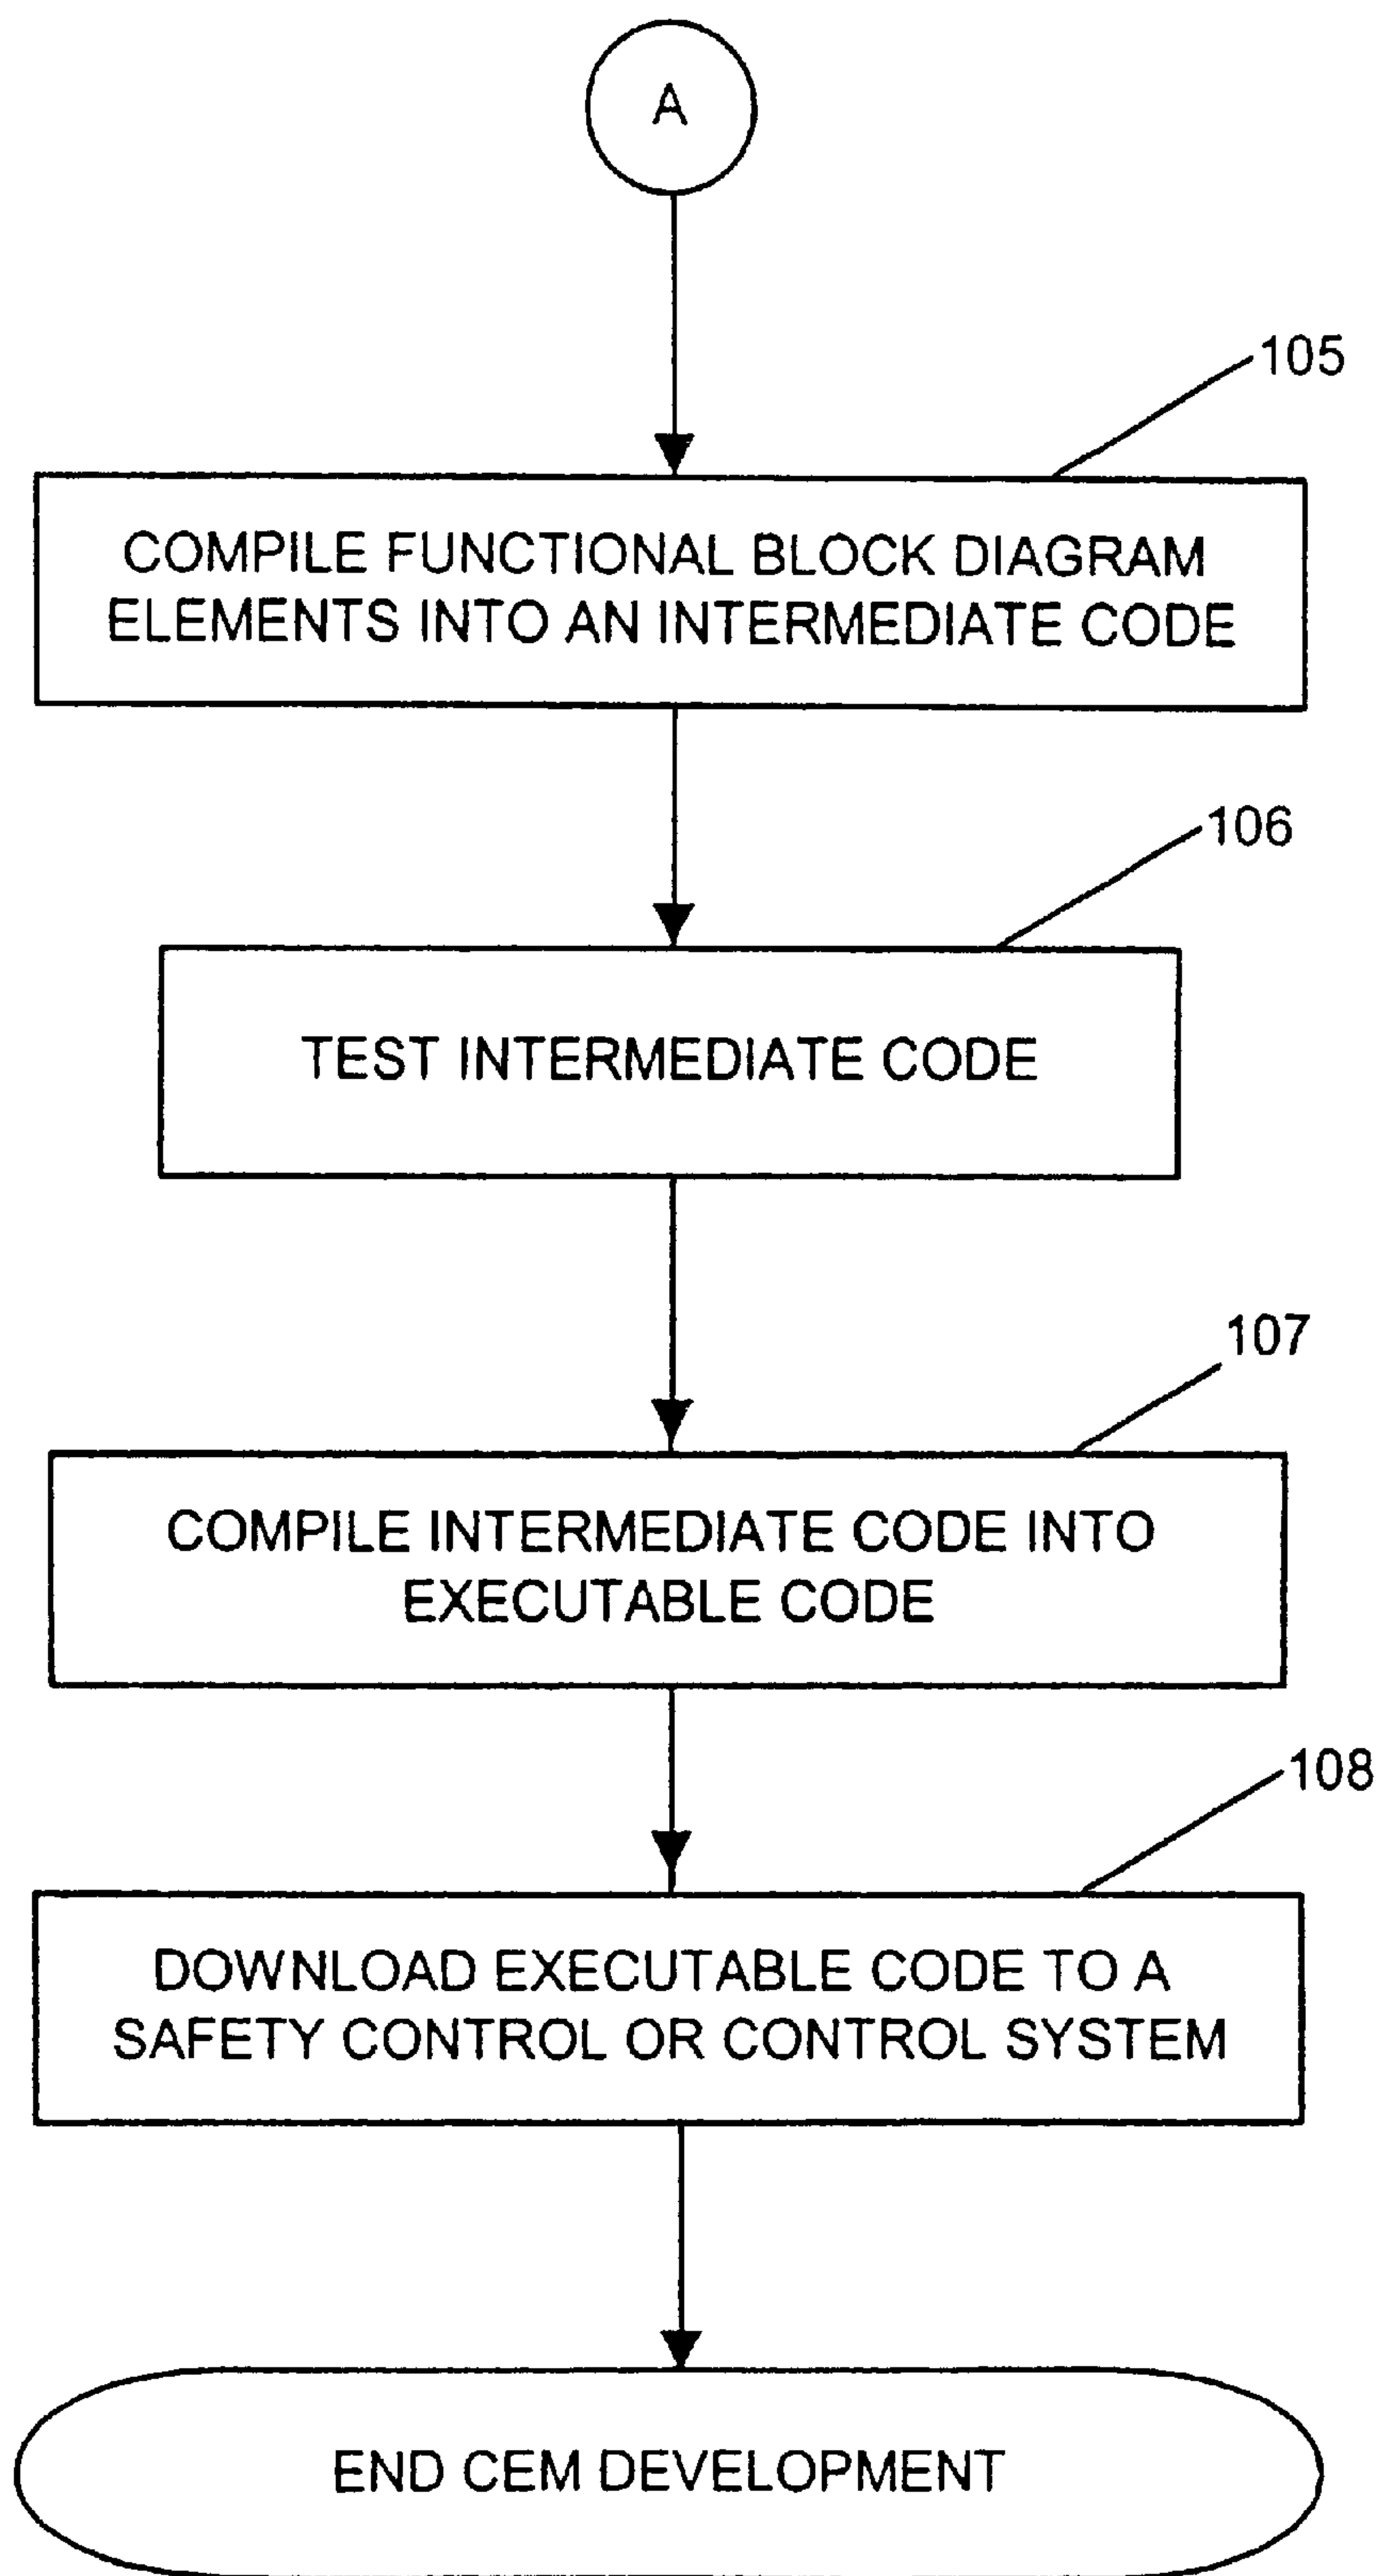 A
105
COMPILE FUNCTIONAL BLOCK DIAGRAM
ELEMENTS INTO AN INTERMEDIATE CODE
106
TEST INTERMEDIATE CODE
107
COMPILE INTERMEDIATE CODE INTO
EXECUTABLE CODE
108
DOWNLOAD EXECUTABLE CODE TO A
SAFETY CONTROL OR CONTROL SYSTEM
END CEM DEVELOPMENT